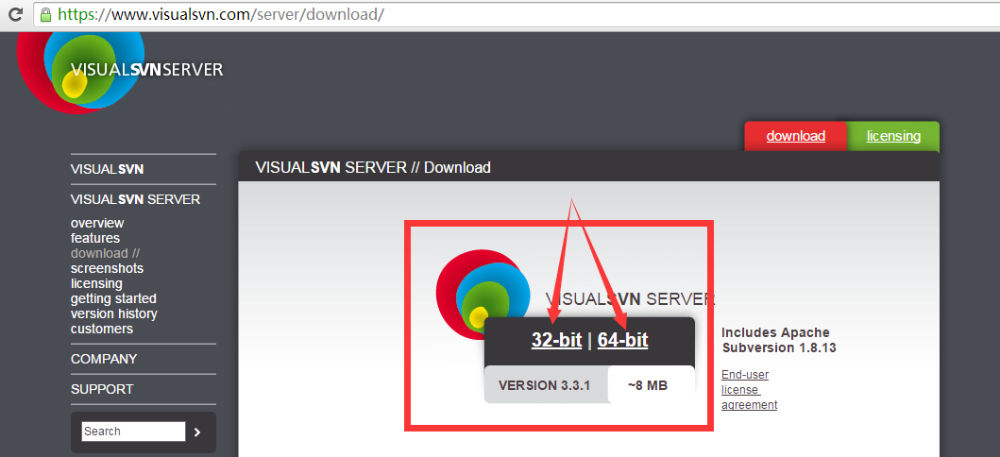 https://www.visualsvn.com/server/download/
VISUALSVN SERVER
download
licensing
VISUALSVN
VISUALSVN SERVER
overview
features
download //
screenshots
licensing
getting started
version history
customers
COMPANY
SUPPORT
Search
VISUALSVN SERVER // Download
VISUALSVN SERVER
32-bit | 64-bit
VERSION 3.3.1
~8 MB
Includes Apache
Subversion 1.8.13
End-user
license
agreement